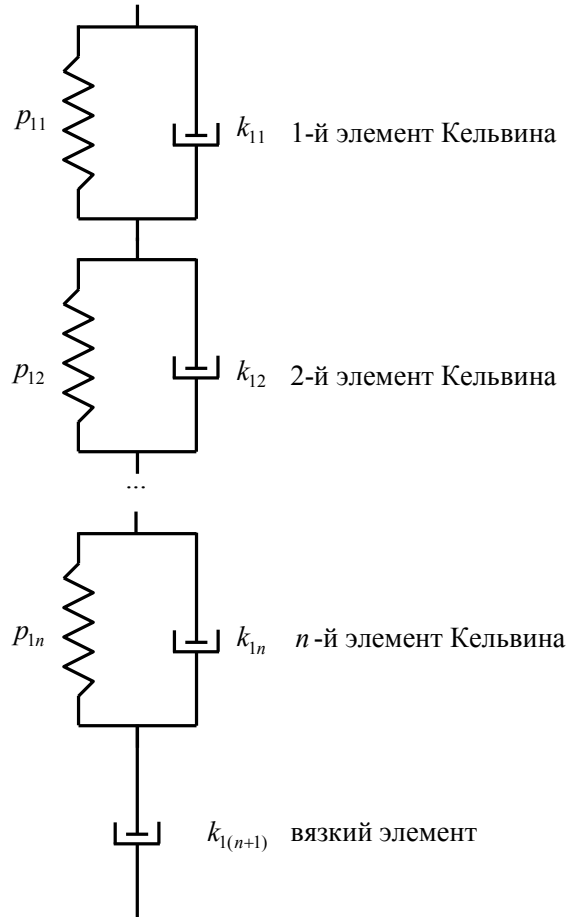 p₁₁ k₁₁ 1-й элемент Кельвина
p₁₂ k₁₂ 2-й элемент Кельвина
...
p₁ₙ k₁ₙ n-й элемент Кельвина
k₁₍ₙ₊₁₎ вязкий элемент